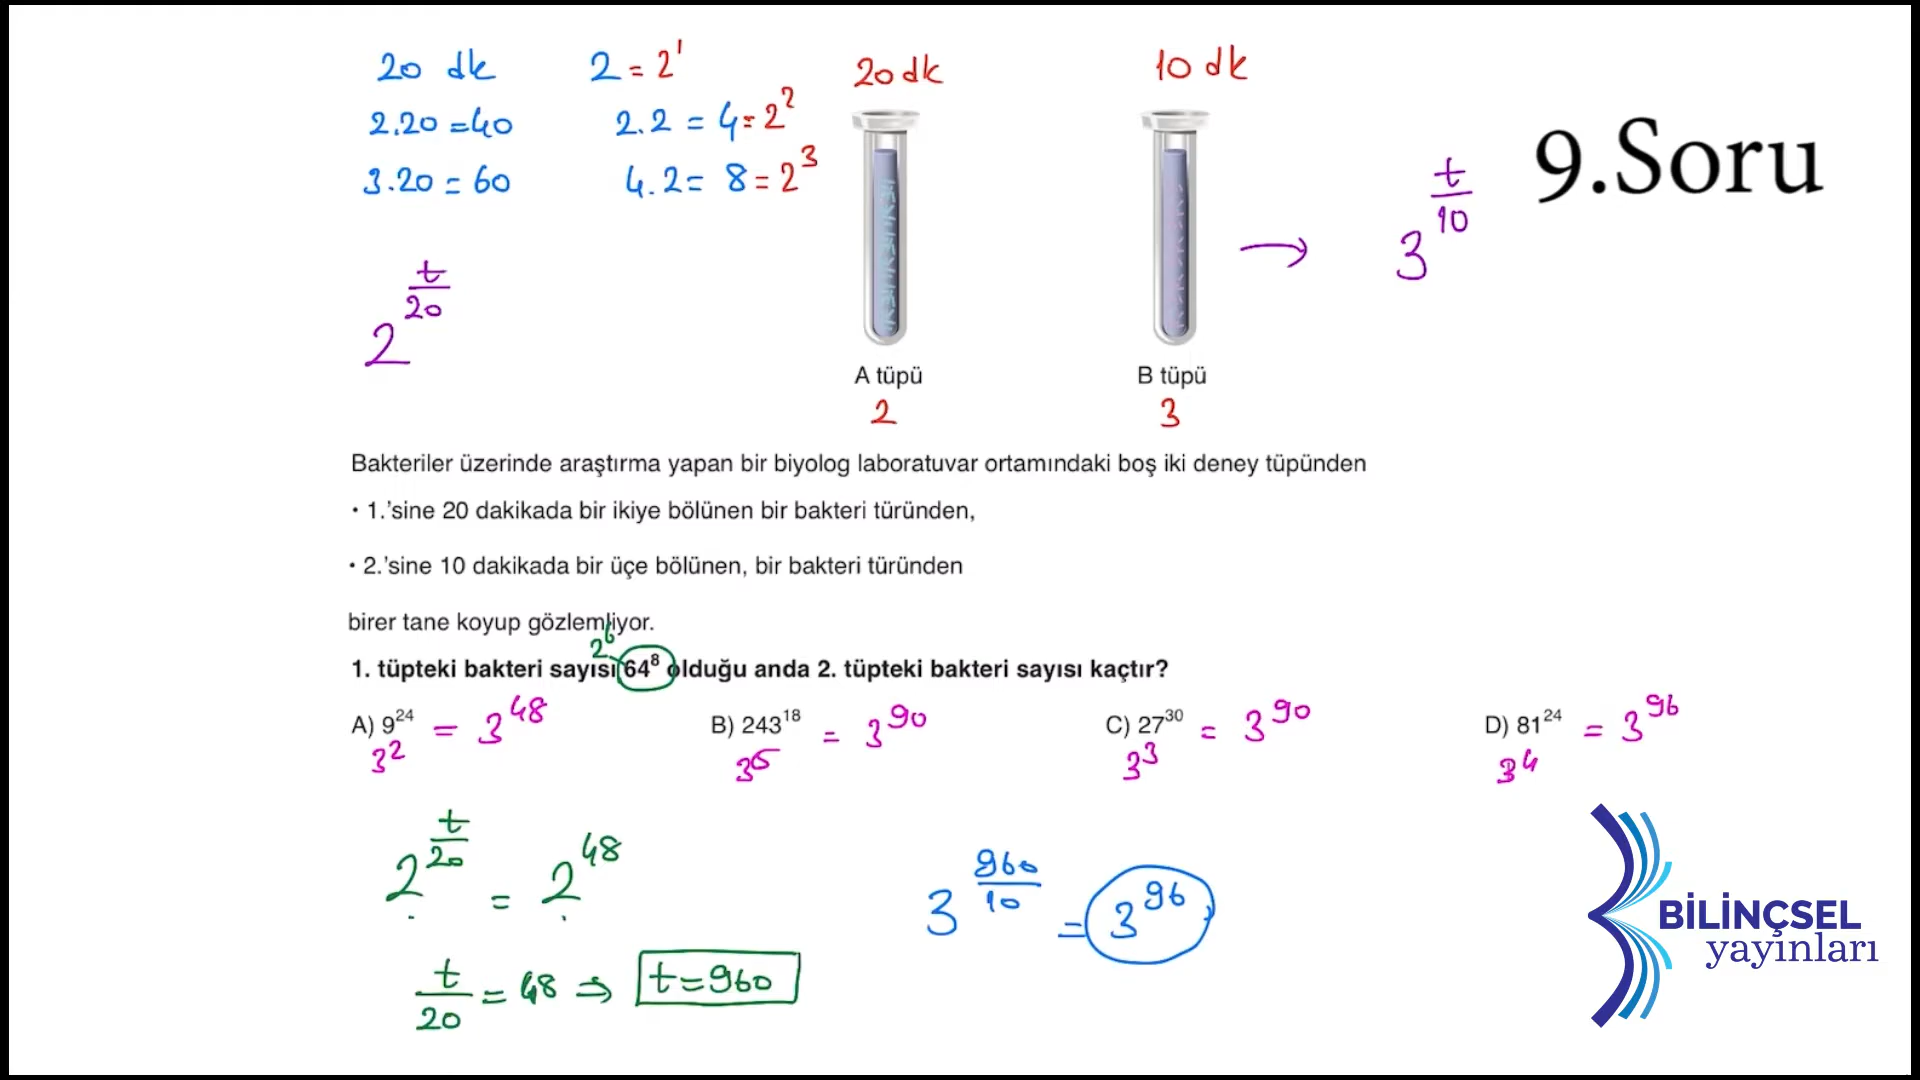 20 dk 2 = 2¹
2.20 = 40 2.2 = 4 = 2²
3.20 = 60 4.2 = 8 = 2³
2^(t/20)
20 dk
A tüpü
2
10 dk
B tüpü
3
3^(t/10)
9.Soru
Bakteriler üzerinde araştırma yapan bir biyolog laboratuvar ortamındaki boş iki deney tüpünden
• 1.'sine 20 dakikada bir ikiye bölünen bir bakteri türünden,
• 2.'sine 10 dakikada bir üçe bölünen, bir bakteri türünden
birer tane koyup gözlemliyor.
2⁶
1. tüpteki bakteri sayısı 64⁸ olduğu anda 2. tüpteki bakteri sayısı kaçtır?
A) 9²⁴ = 3⁴⁸
3²
B) 243¹⁸ = 3⁹⁰
3⁵
C) 27³⁰ = 3⁹⁰
3³
D) 81²⁴ = 3⁹⁶
3⁴
2^(t/20) = 2⁴⁸
t/20 = 48 ⇒ t=960
3^(960/10) = 3⁹⁶
BİLİNÇSEL
yayınları